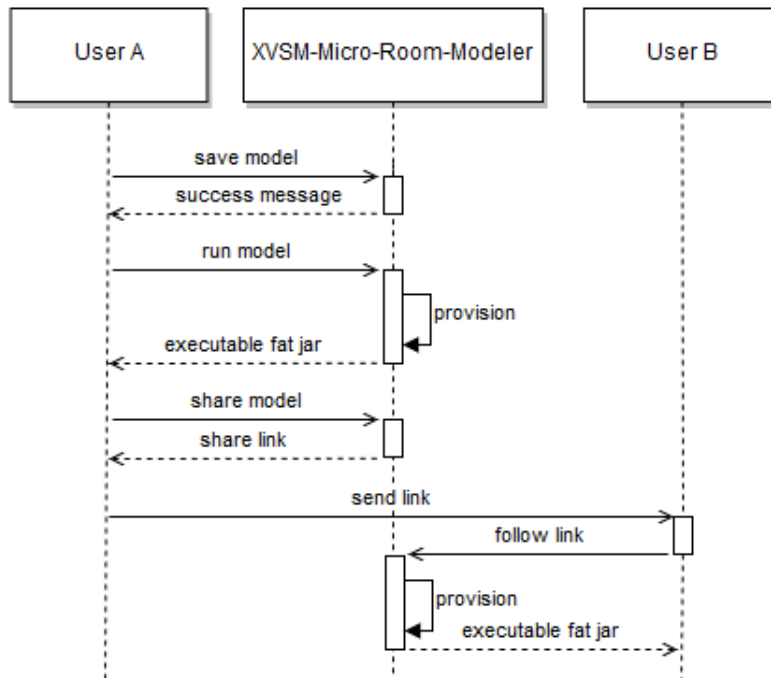 User A
XVSM-Micro-Room-Modeler
User B
save model
success message
run model
provision
executable fat jar
share model
share link
send link
follow link
provision
executable fat jar